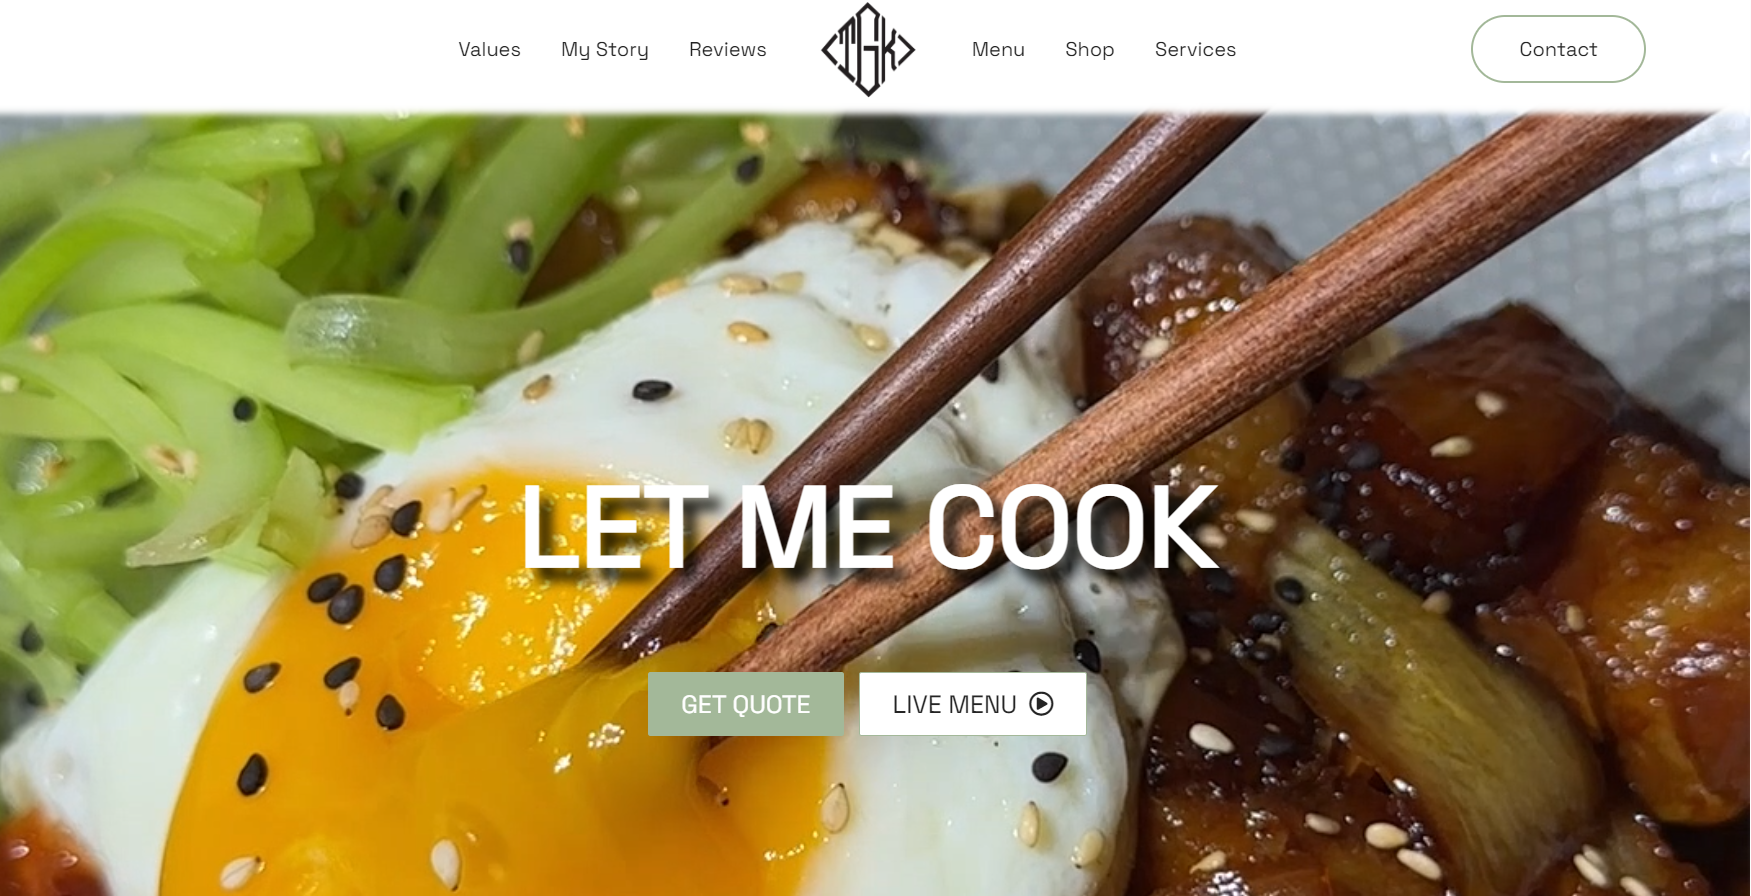 Values My Story Reviews TGK Menu Shop Services Contact
LET ME COOK
GET QUOTE LIVE MENU